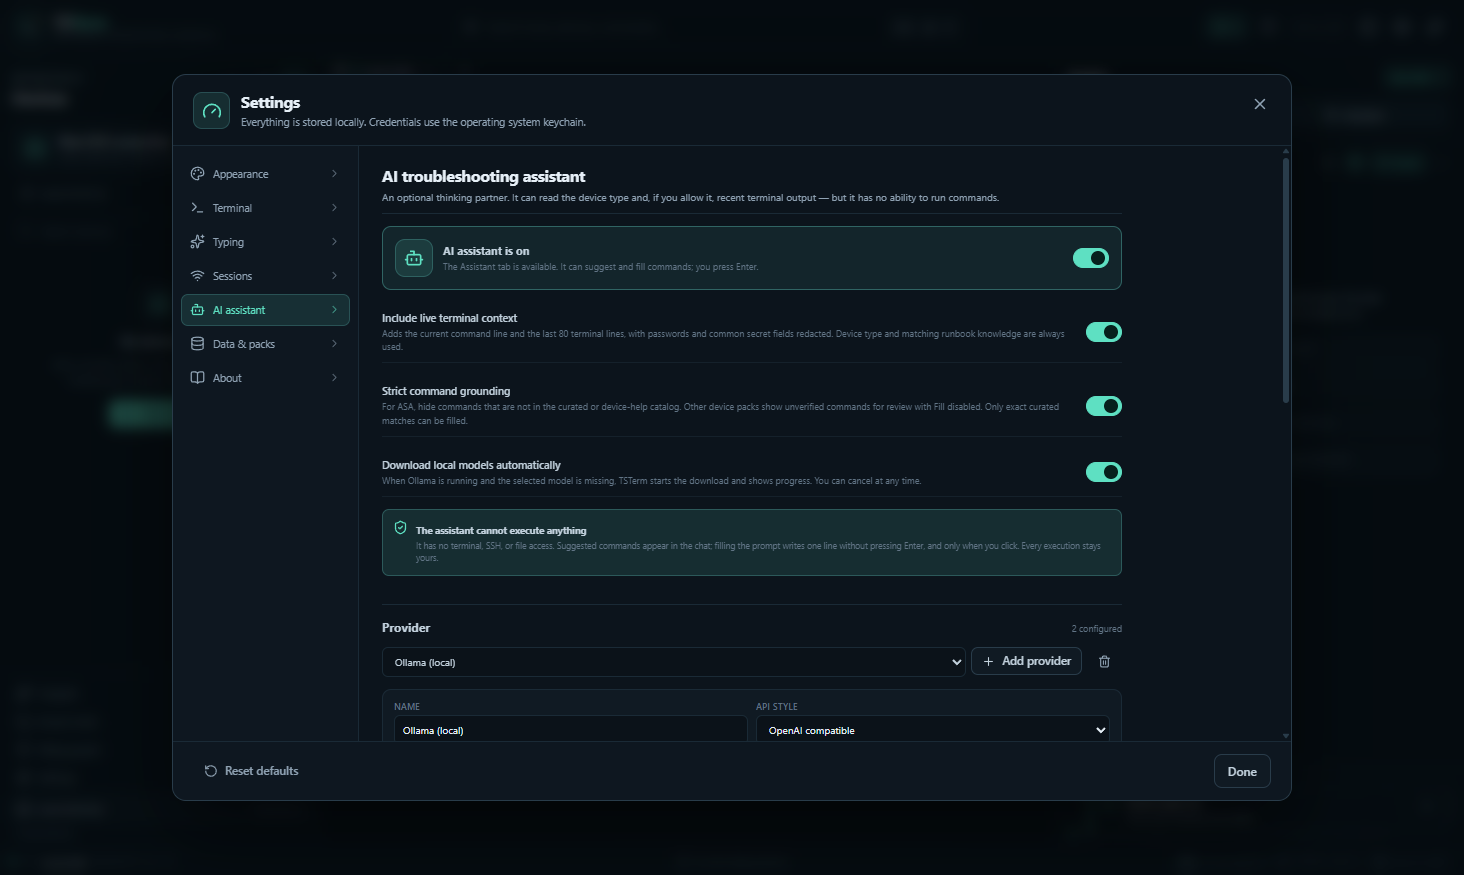 Settings
Everything is stored locally. Credentials use the operating system keychain.
Appearance
Terminal
Typing
Sessions
AI assistant
Data & packs
About
AI troubleshooting assistant
An optional thinking partner. It can read the device type and, if you allow it, recent terminal output — but it has no ability to run commands.
AI assistant is on
The Assistant tab is available. It can suggest and fill commands; you press Enter.
Include live terminal context
Adds the current command line and the last 80 terminal lines, with passwords and common secret fields redacted. Device type and matching runbook knowledge are always
used.
Strict command grounding
For ASA, hide commands that are not in the curated or device-help catalog. Other device packs show unverified commands for review with Fill disabled. Only exact curated
matches can be filled.
Download local models automatically
When Ollama is running and the selected model is missing, TSTerm starts the download and shows progress. You can cancel at any time.
The assistant cannot execute anything
It has no terminal, SSH, or file access. Suggested commands appear in the chat; filling the prompt writes one line without pressing Enter, and only when you click. Every execution stays
yours.
Provider
2 configured
Ollama (local)
Add provider
NAME
API STYLE
Ollama (local)
OpenAI compatible
Reset defaults
Done